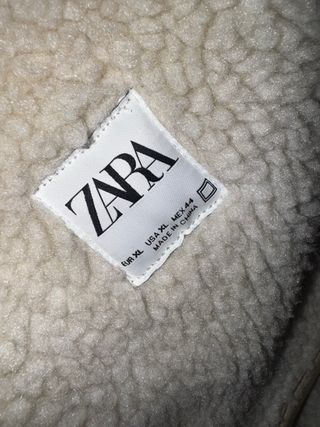 ZARA
EUR XL USA XL MEX 44
MADE IN CHINA